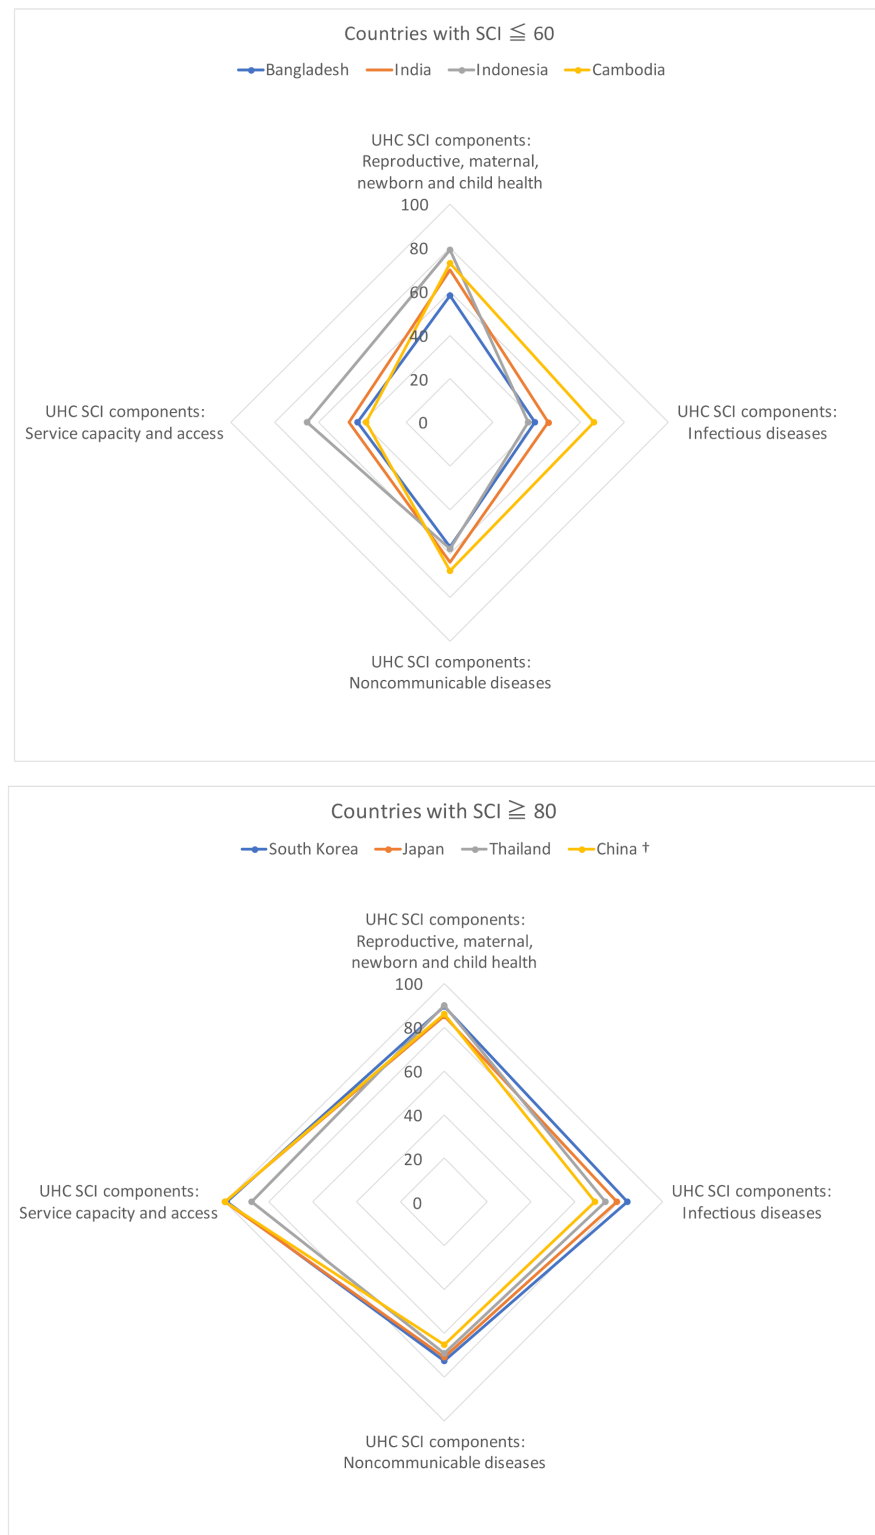 Countries with SCI ≦ 60
Bangladesh India Indonesia Cambodia
UHC SCI components:
Reproductive, maternal,
newborn and child health
100
80
60
40
20
0
UHC SCI components:
Service capacity and access
UHC SCI components:
Infectious diseases
UHC SCI components:
Noncommunicable diseases
Countries with SCI ≧ 80
South Korea Japan Thailand China †
UHC SCI components:
Reproductive, maternal,
newborn and child health
100
80
60
40
20
0
UHC SCI components:
Service capacity and access
UHC SCI components:
Infectious diseases
UHC SCI components:
Noncommunicable diseases